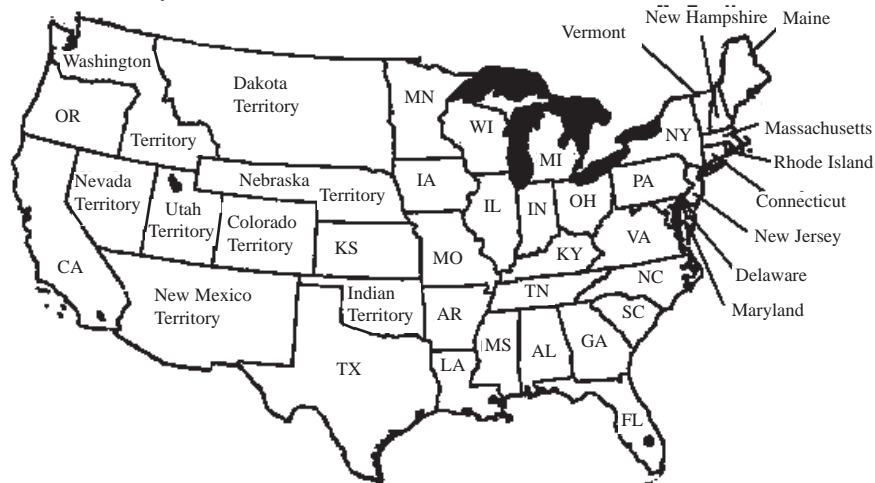 Vermont
New Hampshire
Maine
Washington
Territory
Dakota
Territory
MN
OR
WI
MI
NY
Massachusetts
Rhode Island
Connecticut
New Jersey
Delaware
Maryland
Nevada
Territory
Utah
Territory
Nebraska
Territory
Colorado
Territory
IA
IL
IN
OH
PA
CA
KS
MO
KY
VA
New Mexico
Territory
Indian
Territory
AR
TN
NC
SC
TX
LA
MS
AL
GA
FL